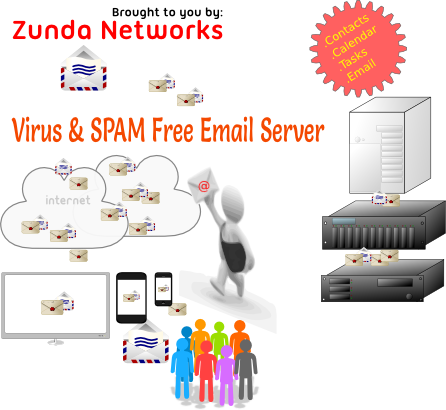 Brought to you by:
Zunda Networks
.Contacts
.Calendar
.Tasks
.Email
Virus & SPAM Free Email Server
internet
@